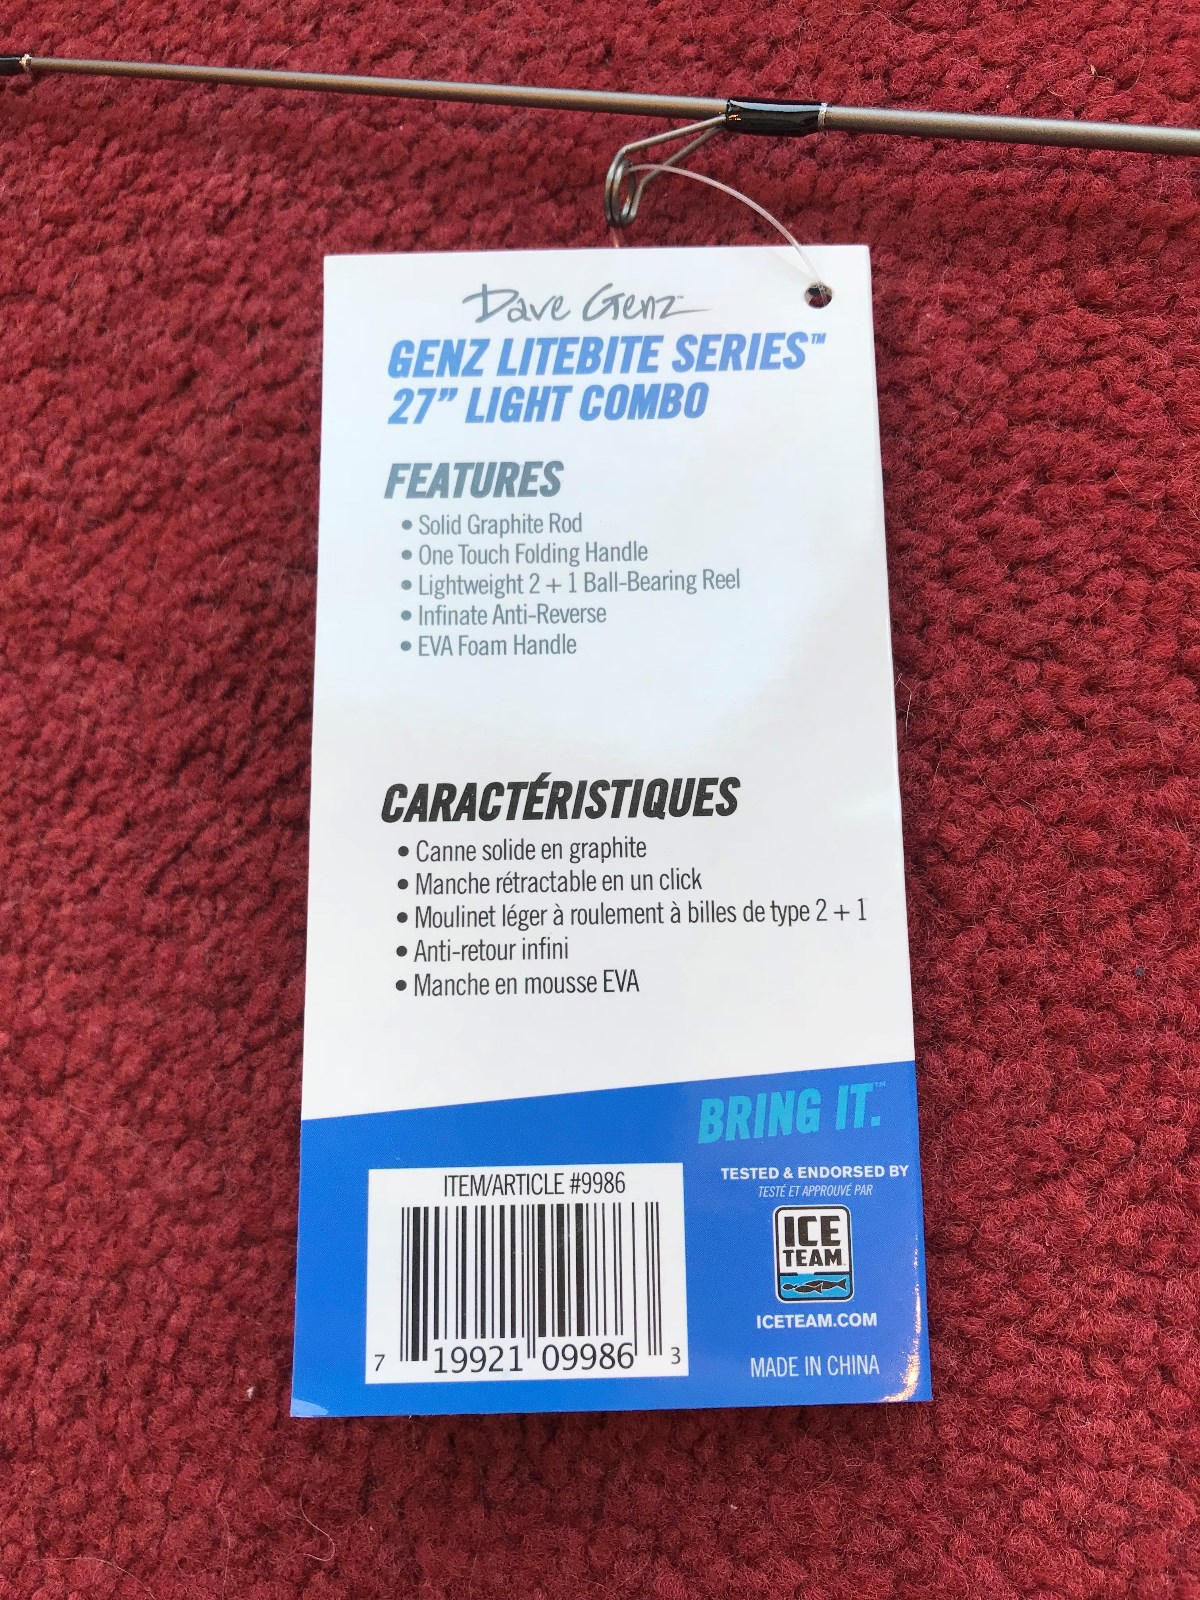 Dave Genz
GENZ LITEBITE SERIES™
27” LIGHT COMBO
FEATURES
• Solid Graphite Rod
• One Touch Folding Handle
• Lightweight 2 + 1 Ball-Bearing Reel
• Infinate Anti-Reverse
• EVA Foam Handle
CARACTÉRISTIQUES
• Canne solide en graphite
• Manche rétractable en un click
• Moulinet léger à roulement à billes de type 2 + 1
• Anti-retour infini
• Manche en mousse EVA
BRING IT.™
ITEM/ARTICLE #9986
7 19921 09986 3
TESTED & ENDORSED BY
TESTÉ ET APPROUVÉ PAR
ICE
TEAM
ICETEAM.COM
MADE IN CHINA